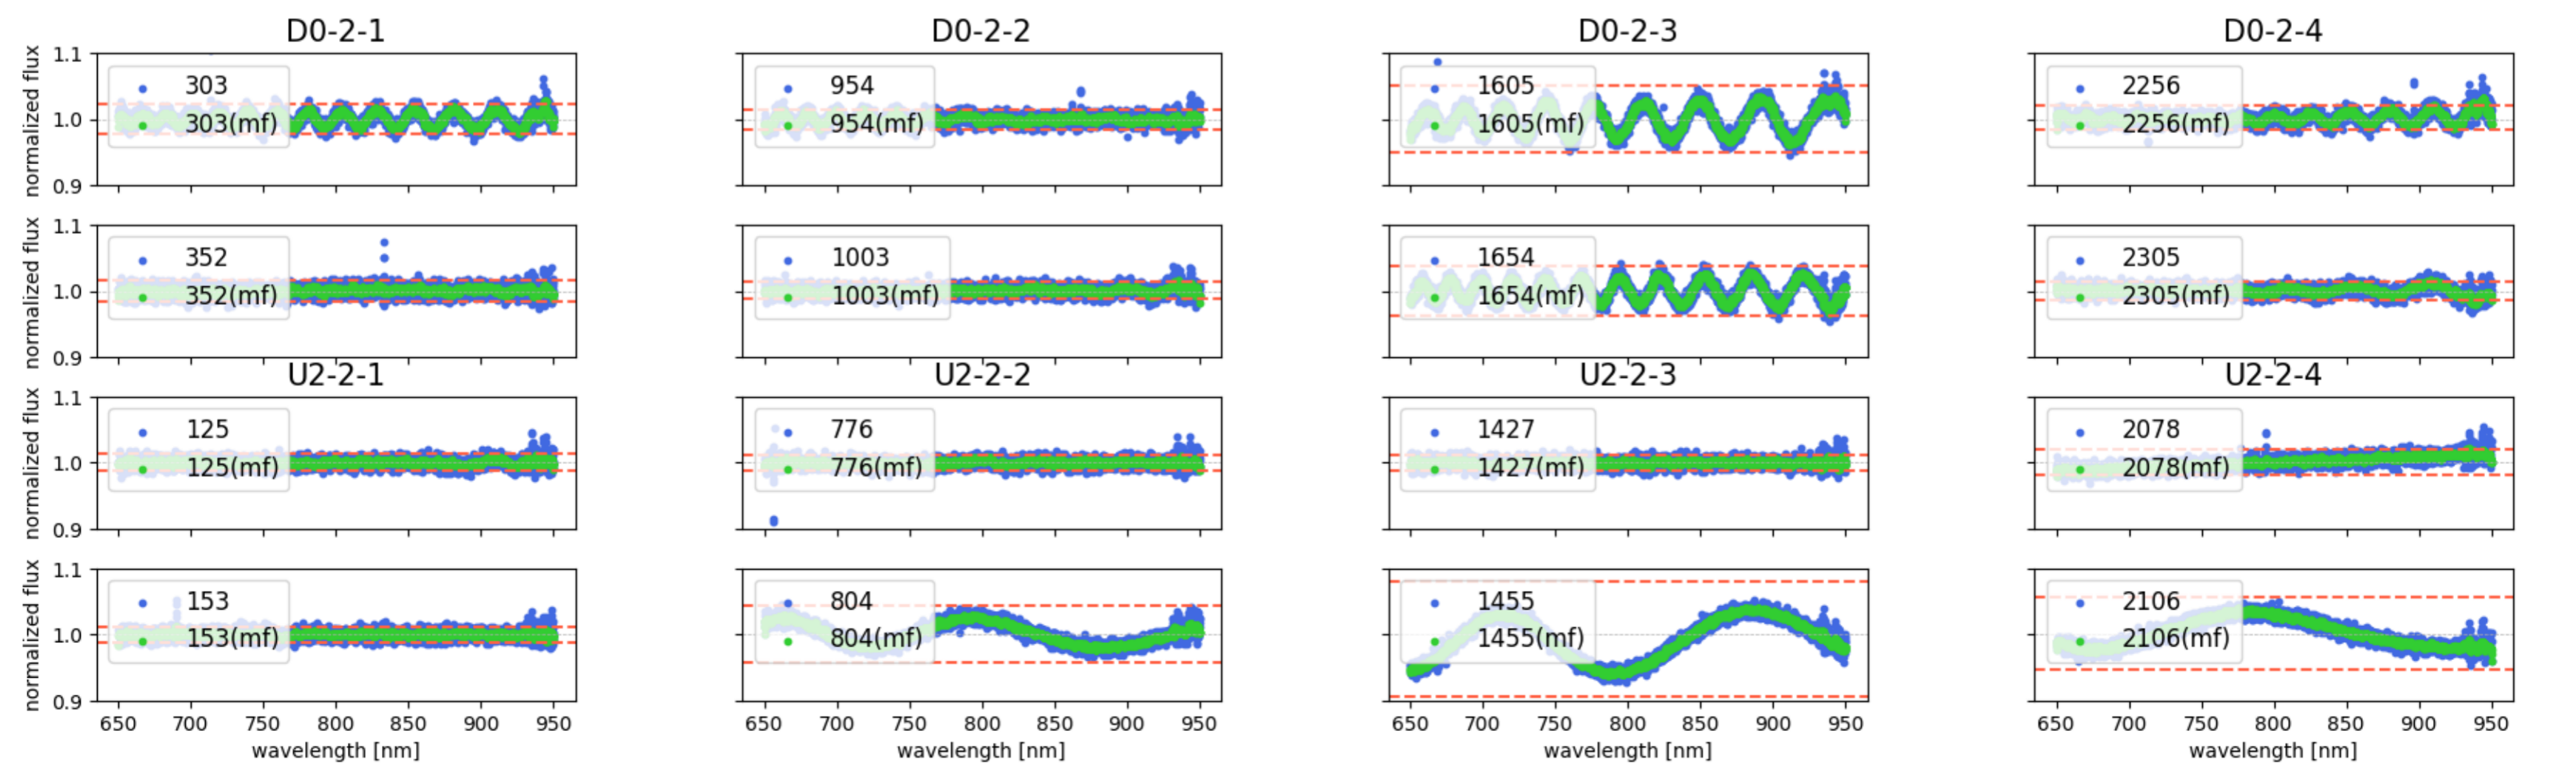 D0-2-1 D0-2-2 D0-2-3 D0-2-4
normalized flux
1.1
1.0
0.9
303
303(mf)
954
954(mf)
1605
1605(mf)
2256
2256(mf)
normalized flux
1.1
1.0
0.9
352
352(mf)
1003
1003(mf)
1654
1654(mf)
2305
2305(mf)
U2-2-1 U2-2-2 U2-2-3 U2-2-4
normalized flux
1.1
1.0
0.9
125
125(mf)
776
776(mf)
1427
1427(mf)
2078
2078(mf)
normalized flux
1.1
1.0
0.9
153
153(mf)
804
804(mf)
1455
1455(mf)
2106
2106(mf)
650 700 750 800 850 900 950 650 700 750 800 850 900 950 650 700 750 800 850 900 950 650 700 750 800 850 900 950
wavelength [nm] wavelength [nm] wavelength [nm] wavelength [nm]